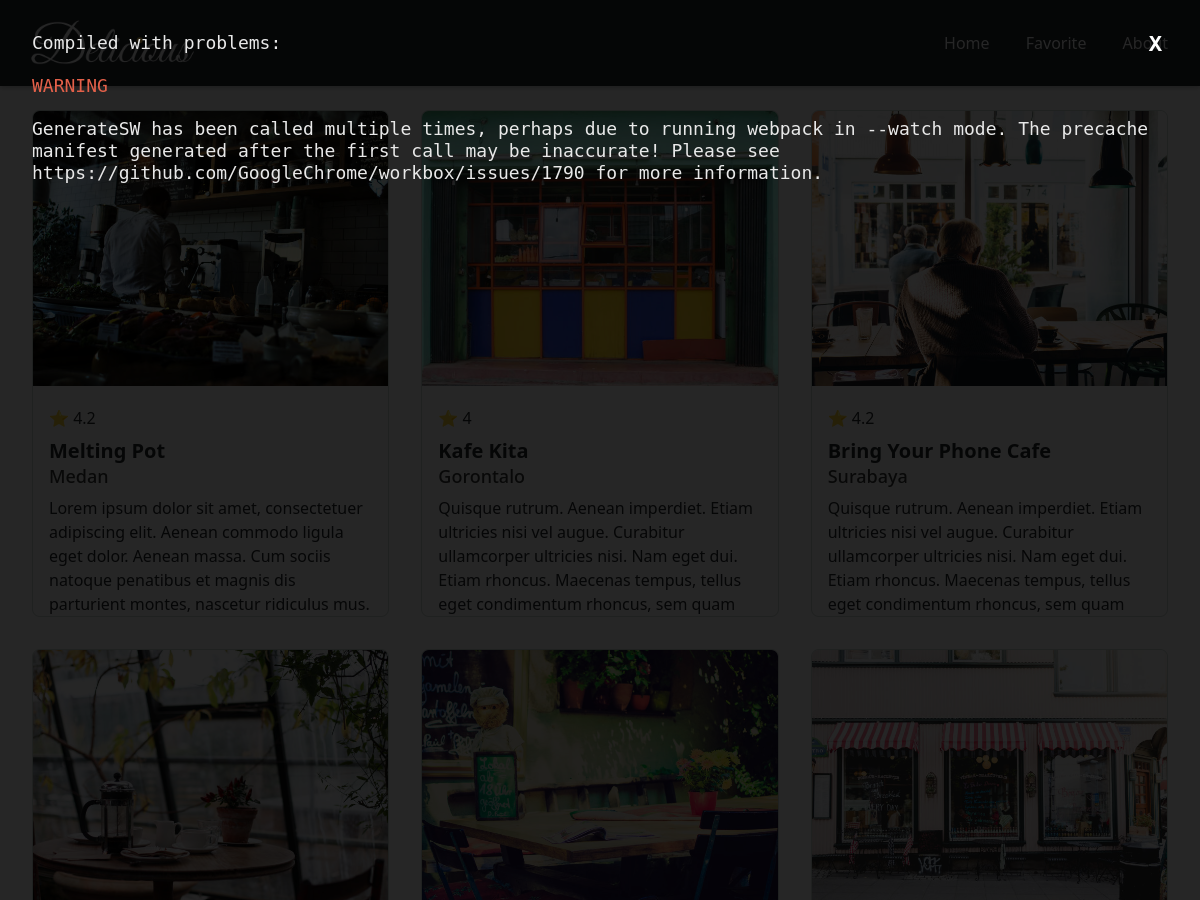 Delicious
Home Favorite About
X
Compiled with problems:
WARNING
GenerateSW has been called multiple times, perhaps due to running webpack in --watch mode. The precache
manifest generated after the first call may be inaccurate! Please see
https://github.com/GoogleChrome/workbox/issues/1790 for more information.
⭐ 4.2
Melting Pot
Medan
Lorem ipsum dolor sit amet, consectetuer
adipiscing elit. Aenean commodo ligula
eget dolor. Aenean massa. Cum sociis
natoque penatibus et magnis dis
parturient montes, nascetur ridiculus mus.
⭐ 4
Kafe Kita
Gorontalo
Quisque rutrum. Aenean imperdiet. Etiam
ultricies nisi vel augue. Curabitur
ullamcorper ultricies nisi. Nam eget dui.
Etiam rhoncus. Maecenas tempus, tellus
eget condimentum rhoncus, sem quam
⭐ 4.2
Bring Your Phone Cafe
Surabaya
Quisque rutrum. Aenean imperdiet. Etiam
ultricies nisi vel augue. Curabitur
ullamcorper ultricies nisi. Nam eget dui.
Etiam rhoncus. Maecenas tempus, tellus
eget condimentum rhoncus, sem quam